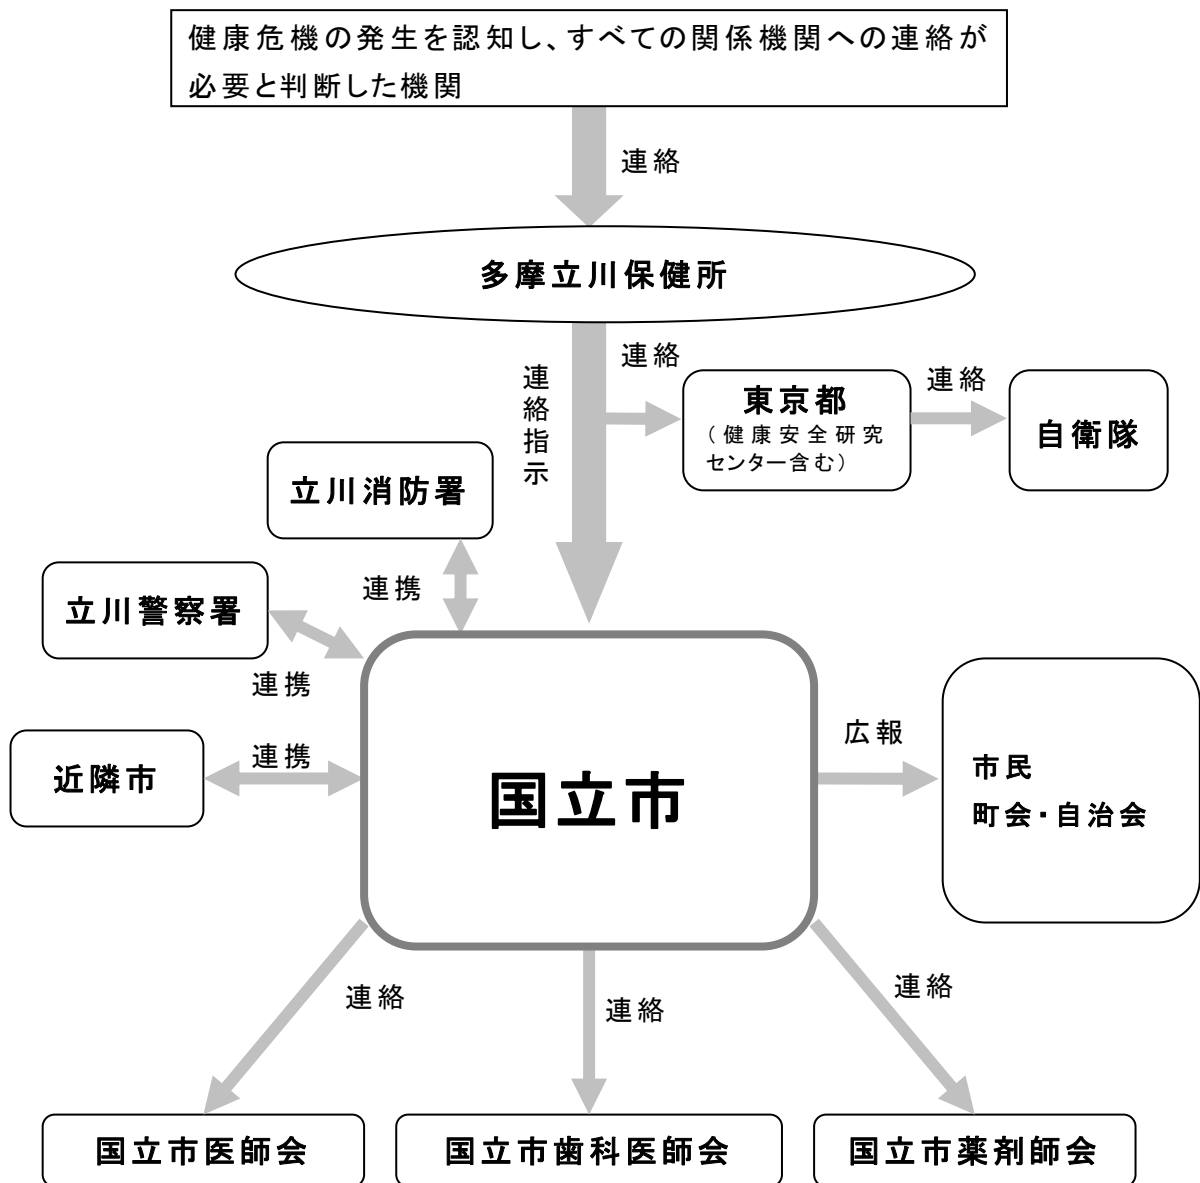 健康危機の発生を認知し、すべての関係機関への連絡が
必要と判断した機関
連絡
多摩立川保健所
連絡指示
連絡
東京都
（健康安全研究
センター含む）
連絡
自衛隊
立川消防署
連携
立川警察署
連携
近隣市
連携
国立市
広報
市民
町会・自治会
連絡
連絡
連絡
国立市医師会
国立市歯科医師会
国立市薬剤師会